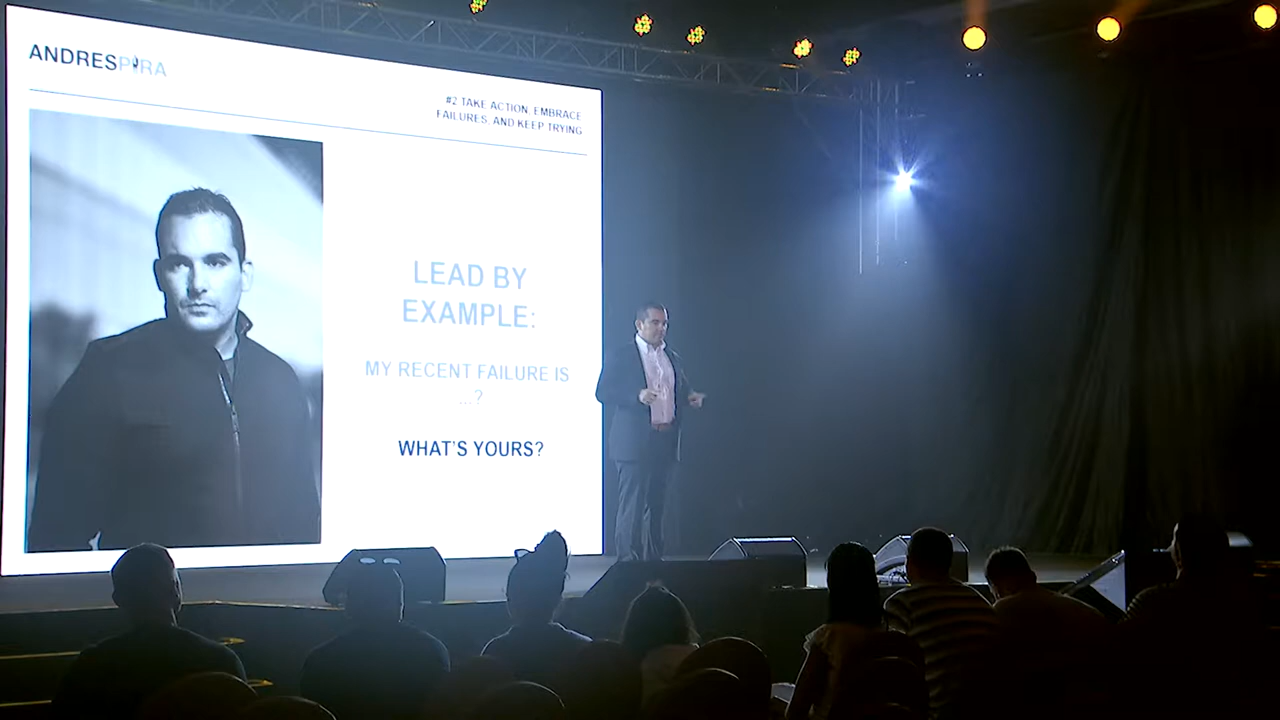 ANDRESPIRA
#2 TAKE ACTION, EMBRACE
FAILURES, AND KEEP TRYING
LEAD BY
EXAMPLE:
MY RECENT FAILURE IS
...?
WHAT'S YOURS?